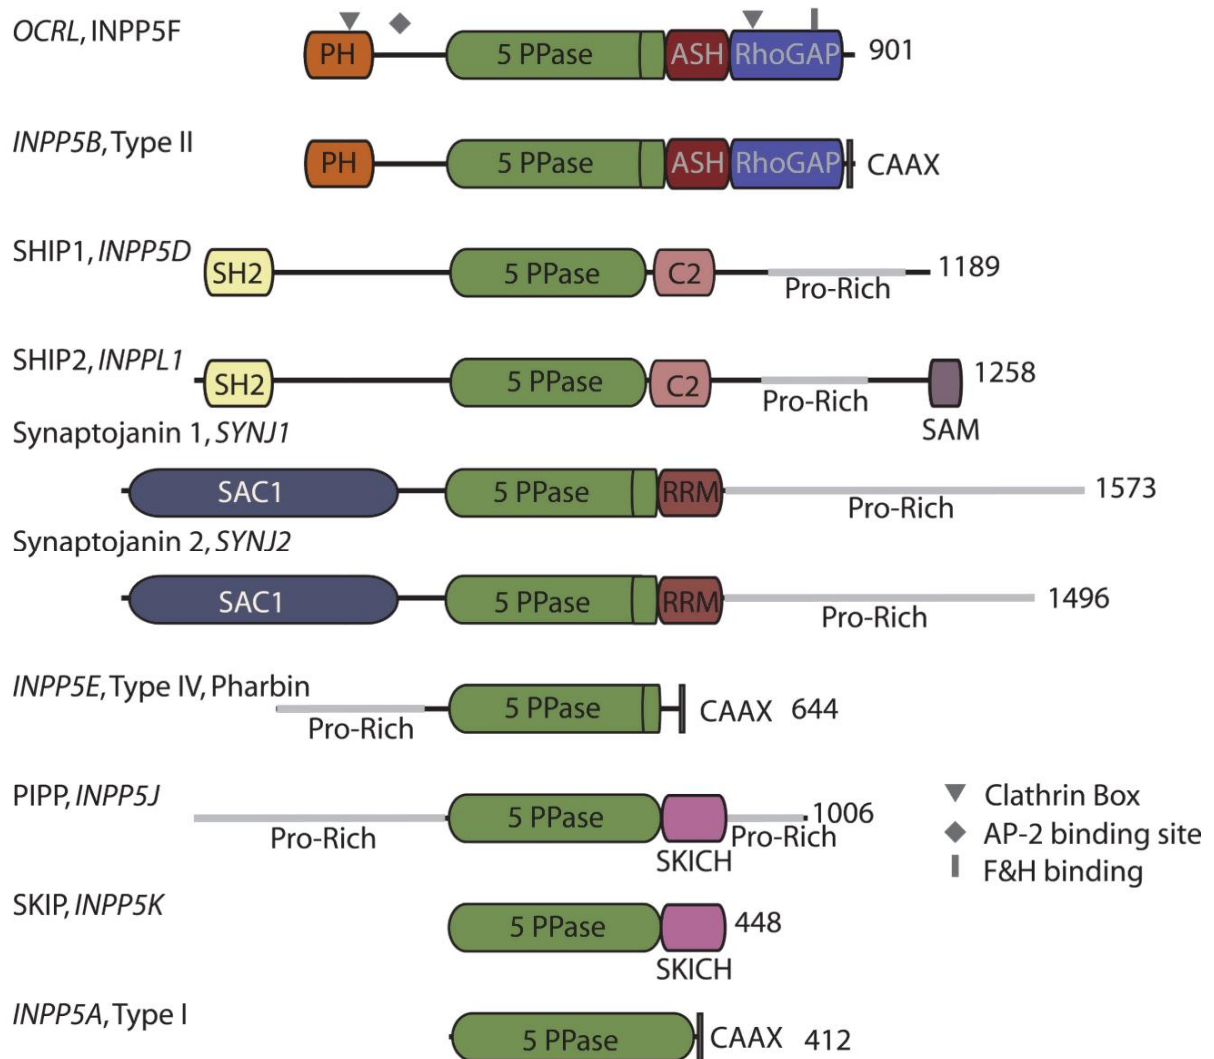 OCRL, INPP5F
PH 5 PPase ASH RhoGAP 901
INPP5B, Type II
PH 5 PPase ASH RhoGAP CAAX
SHIP1, INPP5D
SH2 5 PPase C2 1189
Pro-Rich
SHIP2, INPPL1
SH2 5 PPase C2 1258
Pro-Rich
SAM
Synaptojanin 1, SYNJ1
SAC1 5 PPase RRM 1573
Pro-Rich
Synaptojanin 2, SYNJ2
SAC1 5 PPase RRM 1496
Pro-Rich
INPP5E, Type IV, Pharbin
5 PPase CAAX 644
Pro-Rich
PIPP, INPP5J
5 PPase 1006
Pro-Rich Pro-Rich
SKICH
SKIP, INPP5K
5 PPase 448
SKICH
INPP5A, Type I
5 PPase CAAX 412
Clathrin Box
AP-2 binding site
F&H binding